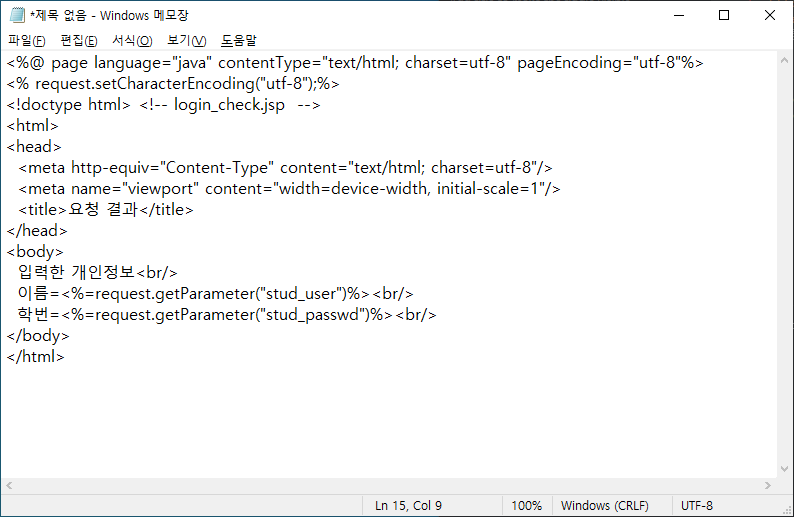 *제목 없음 - Windows 메모장
파일(F) 편집(E) 서식(O) 보기(V) 도움말
<%@ page language="java" contentType="text/html; charset=utf-8" pageEncoding="utf-8"%>
<% request.setCharacterEncoding("utf-8");%>
<!doctype html> <!-- login_check.jsp  -->
<html>
<head>
  <meta http-equiv="Content-Type" content="text/html; charset=utf-8"/>
  <meta name="viewport" content="width=device-width, initial-scale=1"/>
  <title>요청 결과</title>
</head>
<body>
  입력한 개인정보<br/>
  이름=<%=request.getParameter("stud_user")%><br/>
  학번=<%=request.getParameter("stud_passwd")%><br/>
</body>
</html>
Ln 15, Col 9 100% Windows (CRLF) UTF-8